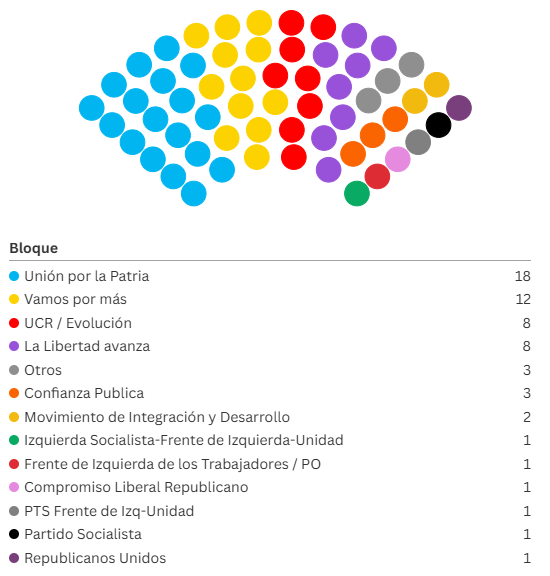 Bloque
Unión por la Patria 18
Vamos por más 12
UCR / Evolución 8
La Libertad avanza 8
Otros 3
Confianza Publica 3
Movimiento de Integración y Desarrollo 2
Izquierda Socialista-Frente de Izquierda-Unidad 1
Frente de Izquierda de los Trabajadores / PO 1
Compromiso Liberal Republicano 1
PTS Frente de Izq-Unidad 1
Partido Socialista 1
Republicanos Unidos 1